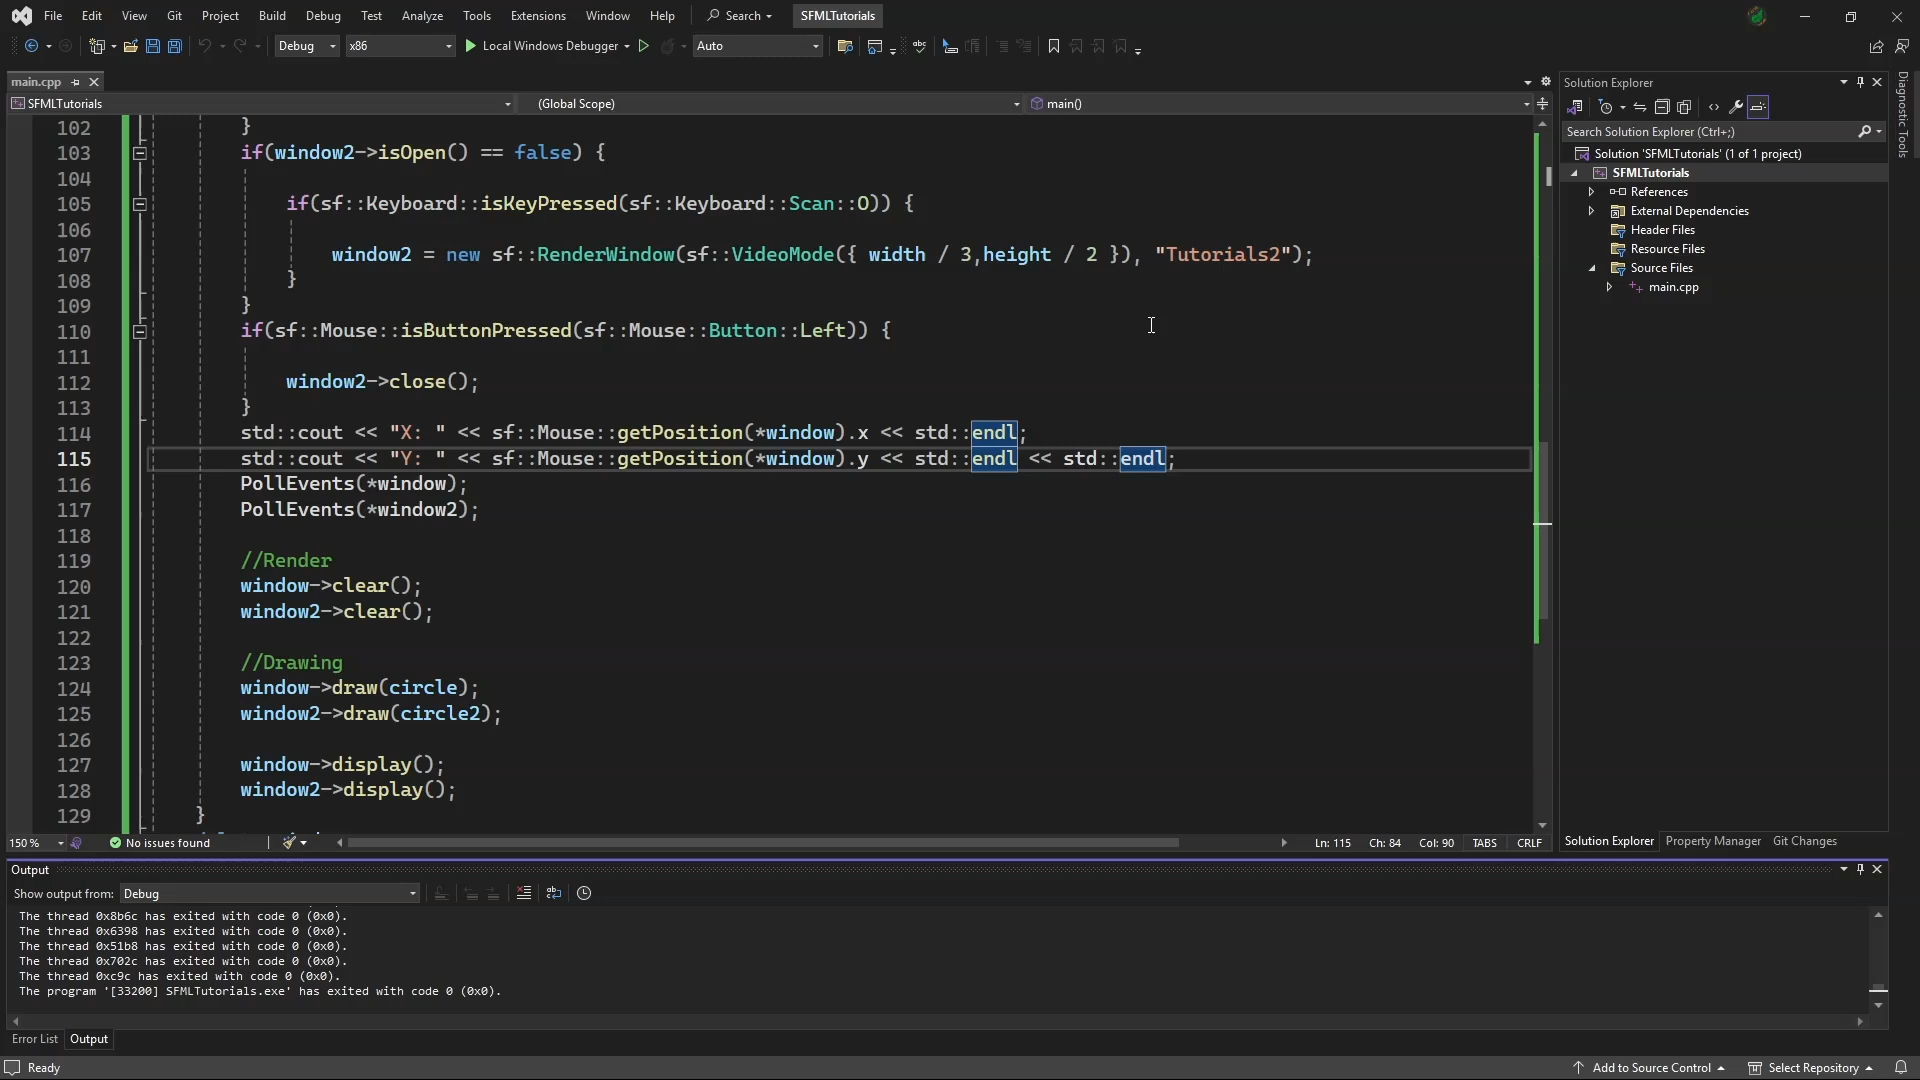 File Edit View Git Project Build Debug Test Analyze Tools Extensions Window Help Search SFMLTutorials
Debug x86 Local Windows Debugger Auto
main.cpp
SFMLTutorials (Global Scope) main()
102 }
103 if(window2->isOpen() == false) {
104
105 if(sf::Keyboard::isKeyPressed(sf::Keyboard::Scan::O)) {
106
107 window2 = new sf::RenderWindow(sf::VideoMode({ width / 3,height / 2 }), "Tutorials2");
108 }
109 }
110 if(sf::Mouse::isButtonPressed(sf::Mouse::Button::Left)) {
111
112 window2->close();
113 }
114 std::cout << "X: " << sf::Mouse::getPosition(*window).x << std::endl;
115 std::cout << "Y: " << sf::Mouse::getPosition(*window).y << std::endl << std::endl;
116 PollEvents(*window);
117 PollEvents(*window2);
118
119 //Render
120 window->clear();
121 window2->clear();
122
123 //Drawing
124 window->draw(circle);
125 window2->draw(circle2);
126
127 window->display();
128 window2->display();
129 }
150 % No issues found Ln: 115 Ch: 84 Col: 90 TABS CRLF
Solution Explorer
Search Solution Explorer (Ctrl+;)
Solution 'SFMLTutorials' (1 of 1 project)
SFMLTutorials
References
External Dependencies
Header Files
Resource Files
Source Files
main.cpp
Solution Explorer Property Manager Git Changes
Diagnostic Tools
Output
Show output from: Debug
The thread 0x8b6c has exited with code 0 (0x0).
The thread 0x6398 has exited with code 0 (0x0).
The thread 0x51b8 has exited with code 0 (0x0).
The thread 0x702c has exited with code 0 (0x0).
The thread 0xc9c has exited with code 0 (0x0).
The program '[33200] SFMLTutorials.exe' has exited with code 0 (0x0).
Error List Output
Ready Add to Source Control Select Repository